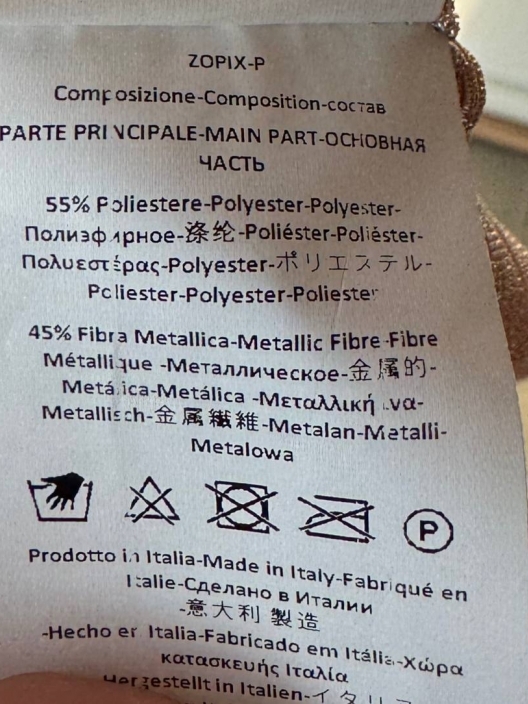 ZOPIX-P
Composizione-Composition-состав
PARTE PRINCIPALE-MAIN PART-ОСНОВНАЯ
ЧАСТЬ
55% Poliestere-Polyester-Polyester-
Полиэфирное-涤纶-Poliéster-Poliéster-
Πολυεστέρας-Polyester-ポリエステル-
Poliester-Polyester-Poliester
45% Fibra Metallica-Metallic Fibre-Fibre
Métallique -Металлическое-金属的-
Metálica-Metálica -Μεταλλική ίνα-
Metallisch-金属繊維-Metalan-Metalli-
Metalowa
P
Prodotto in Italia-Made in Italy-Fabriqué en
Italie-Сделано в Италии
-意大利 製造
-Hecho en Italia-Fabricado em Itália-Χώρα
κατασκευής Ιταλία
Hergestellt in Italien-イタリア